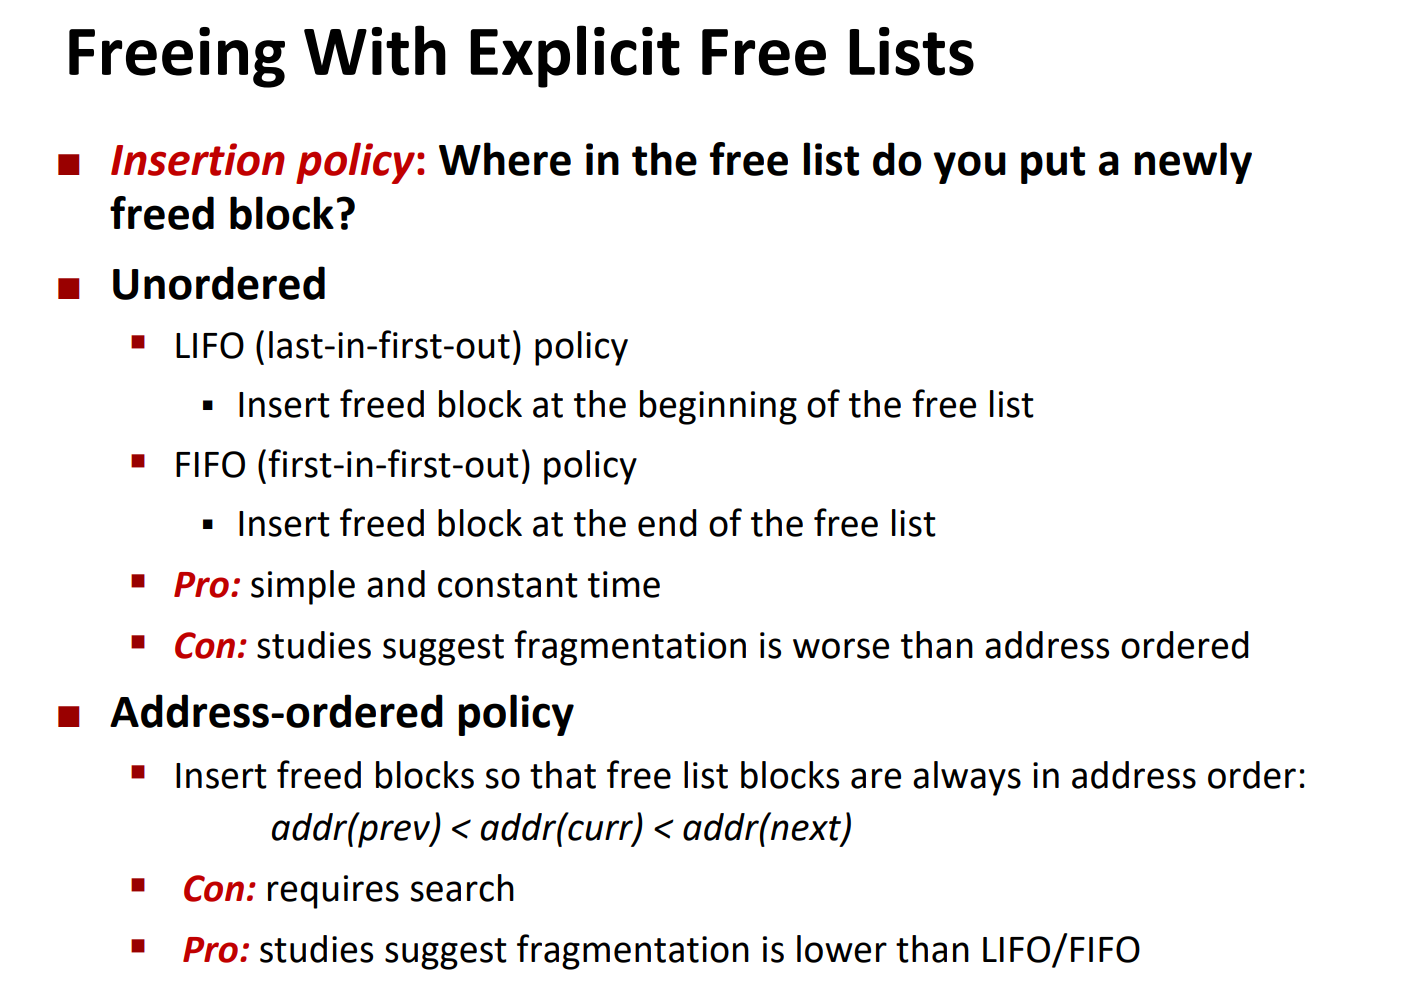 Freeing With Explicit Free Lists
Insertion policy: Where in the free list do you put a newly
freed block?
Unordered
LIFO (last-in-first-out) policy
Insert freed block at the beginning of the free list
FIFO (first-in-first-out) policy
Insert freed block at the end of the free list
Pro: simple and constant time
Con: studies suggest fragmentation is worse than address ordered
Address-ordered policy
Insert freed blocks so that free list blocks are always in address order:
addr(prev) < addr(curr) < addr(next)
Con: requires search
Pro: studies suggest fragmentation is lower than LIFO/FIFO